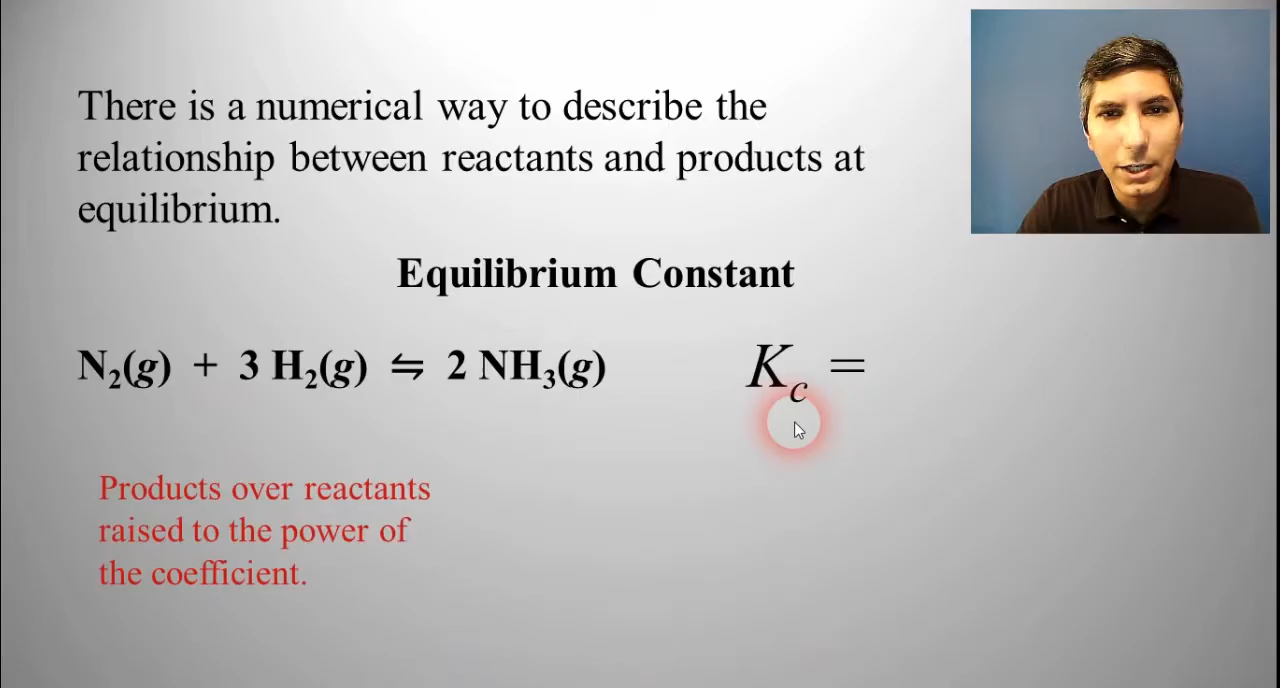 There is a numerical way to describe the
relationship between reactants and products at
equilibrium.
Equilibrium Constant
N₂(g) + 3 H₂(g) ⇋ 2 NH₃(g)
K_c =
Products over reactants
raised to the power of
the coefficient.